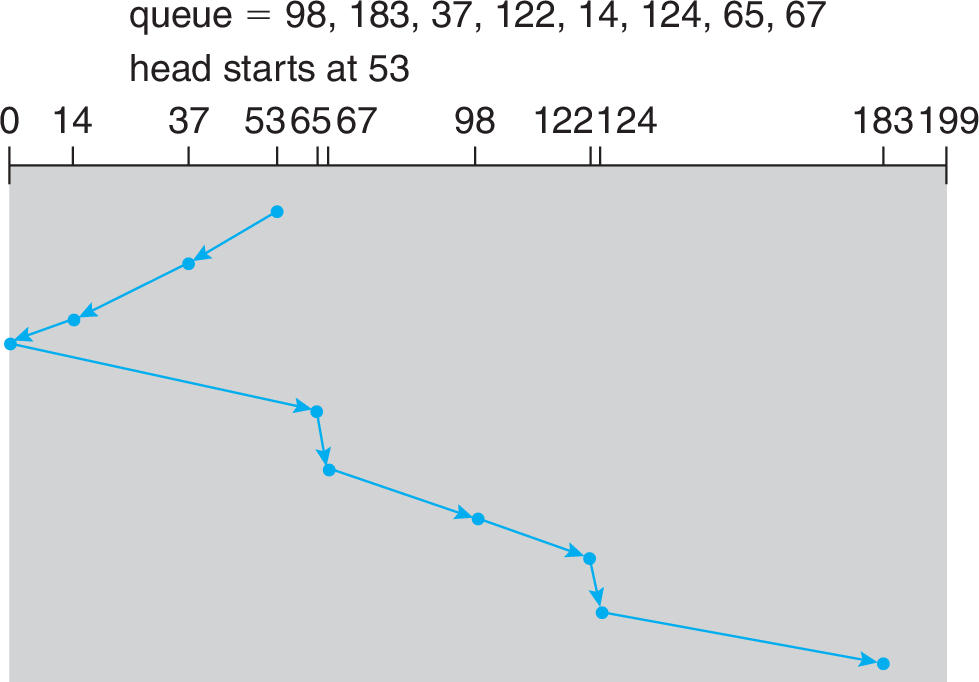 queue = 98, 183, 37, 122, 14, 124, 65, 67
head starts at 53
0 14 37 53 65 67 98 122 124 183 199